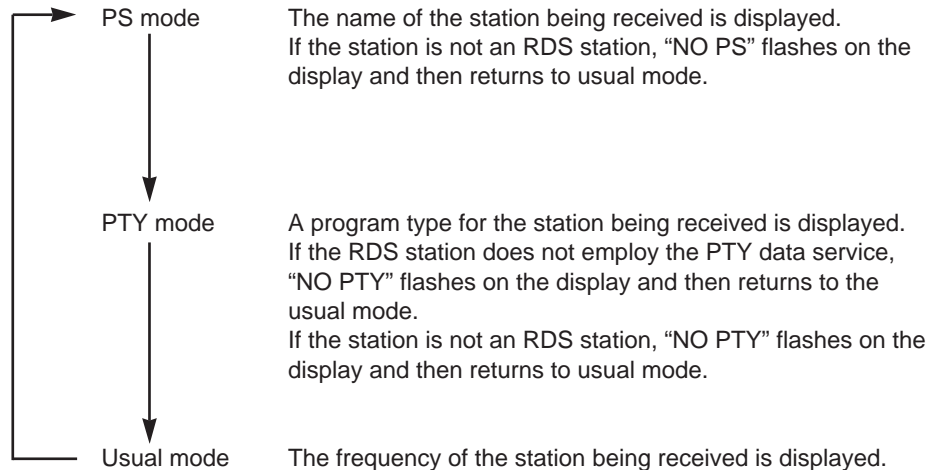 PS mode The name of the station being received is displayed.
If the station is not an RDS station, “NO PS” flashes on the
display and then returns to usual mode.
PTY mode A program type for the station being received is displayed.
If the RDS station does not employ the PTY data service,
“NO PTY” flashes on the display and then returns to the
usual mode.
If the station is not an RDS station, “NO PTY” flashes on the
display and then returns to usual mode.
Usual mode The frequency of the station being received is displayed.